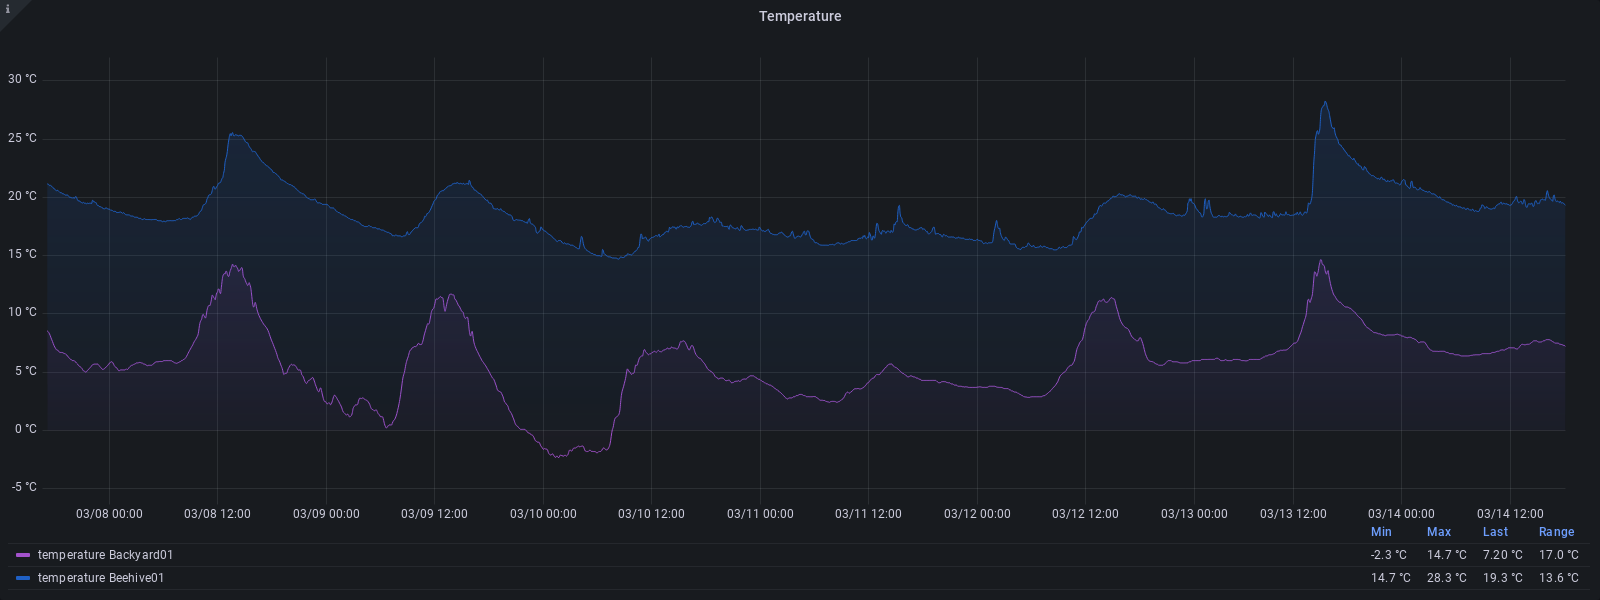 i
Temperature
30 °C
25 °C
20 °C
15 °C
10 °C
5 °C
0 °C
-5 °C
03/08 00:00 03/08 12:00 03/09 00:00 03/09 12:00 03/10 00:00 03/10 12:00 03/11 00:00 03/11 12:00 03/12 00:00 03/12 12:00 03/13 00:00 03/13 12:00 03/14 00:00 03/14 12:00
Min Max Last Range
temperature Backyard01 -2.3 °C 14.7 °C 7.20 °C 17.0 °C
temperature Beehive01 14.7 °C 28.3 °C 19.3 °C 13.6 °C